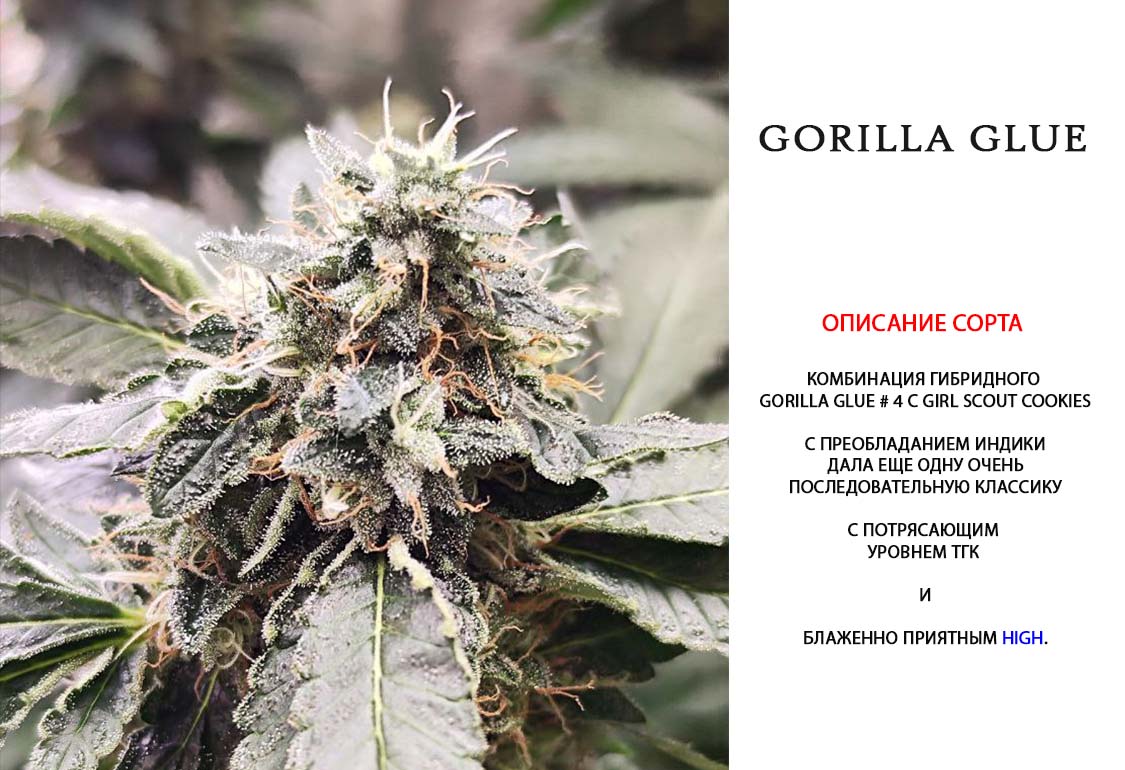 GORILLA GLUE
ОПИСАНИЕ СОРТА
КОМБИНАЦИЯ ГИБРИДНОГО
GORILLA GLUE # 4 С GIRL SCOUT COOKIES
С ПРЕОБЛАДАНИЕМ ИНДИКИ
ДАЛА ЕЩЕ ОДНУ ОЧЕНЬ
ПОСЛЕДОВАТЕЛЬНУЮ КЛАССИКУ
С ПОТРЯСАЮЩИМ
УРОВНЕМ ТГК
И
БЛАЖЕННО ПРИЯТНЫМ HIGH.